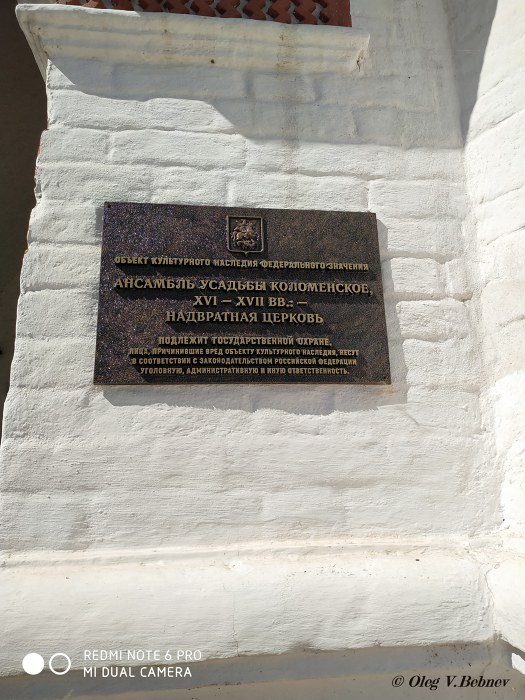 ОБЪЕКТ КУЛЬТУРНОГО НАСЛЕДИЯ ФЕДЕРАЛЬНОГО ЗНАЧЕНИЯ
АНСАМБЛЬ УСАДЬБЫ КОЛОМЕНСКОЕ,
XVI – XVII ВВ.: –
НАДВРАТНАЯ ЦЕРКОВЬ
ПОДЛЕЖИТ ГОСУДАРСТВЕННОЙ ОХРАНЕ.
ЛИЦА, ПРИЧИНИВШИЕ ВРЕД ОБЪЕКТУ КУЛЬТУРНОГО НАСЛЕДИЯ, НЕСУТ
В СООТВЕТСТВИИ С ЗАКОНОДАТЕЛЬСТВОМ РОССИЙСКОЙ ФЕДЕРАЦИИ
УГОЛОВНУЮ, АДМИНИСТРАТИВНУЮ И ИНУЮ ОТВЕТСТВЕННОСТЬ.
REDMI NOTE 6 PRO
MI DUAL CAMERA
© Oleg V.Bebnev